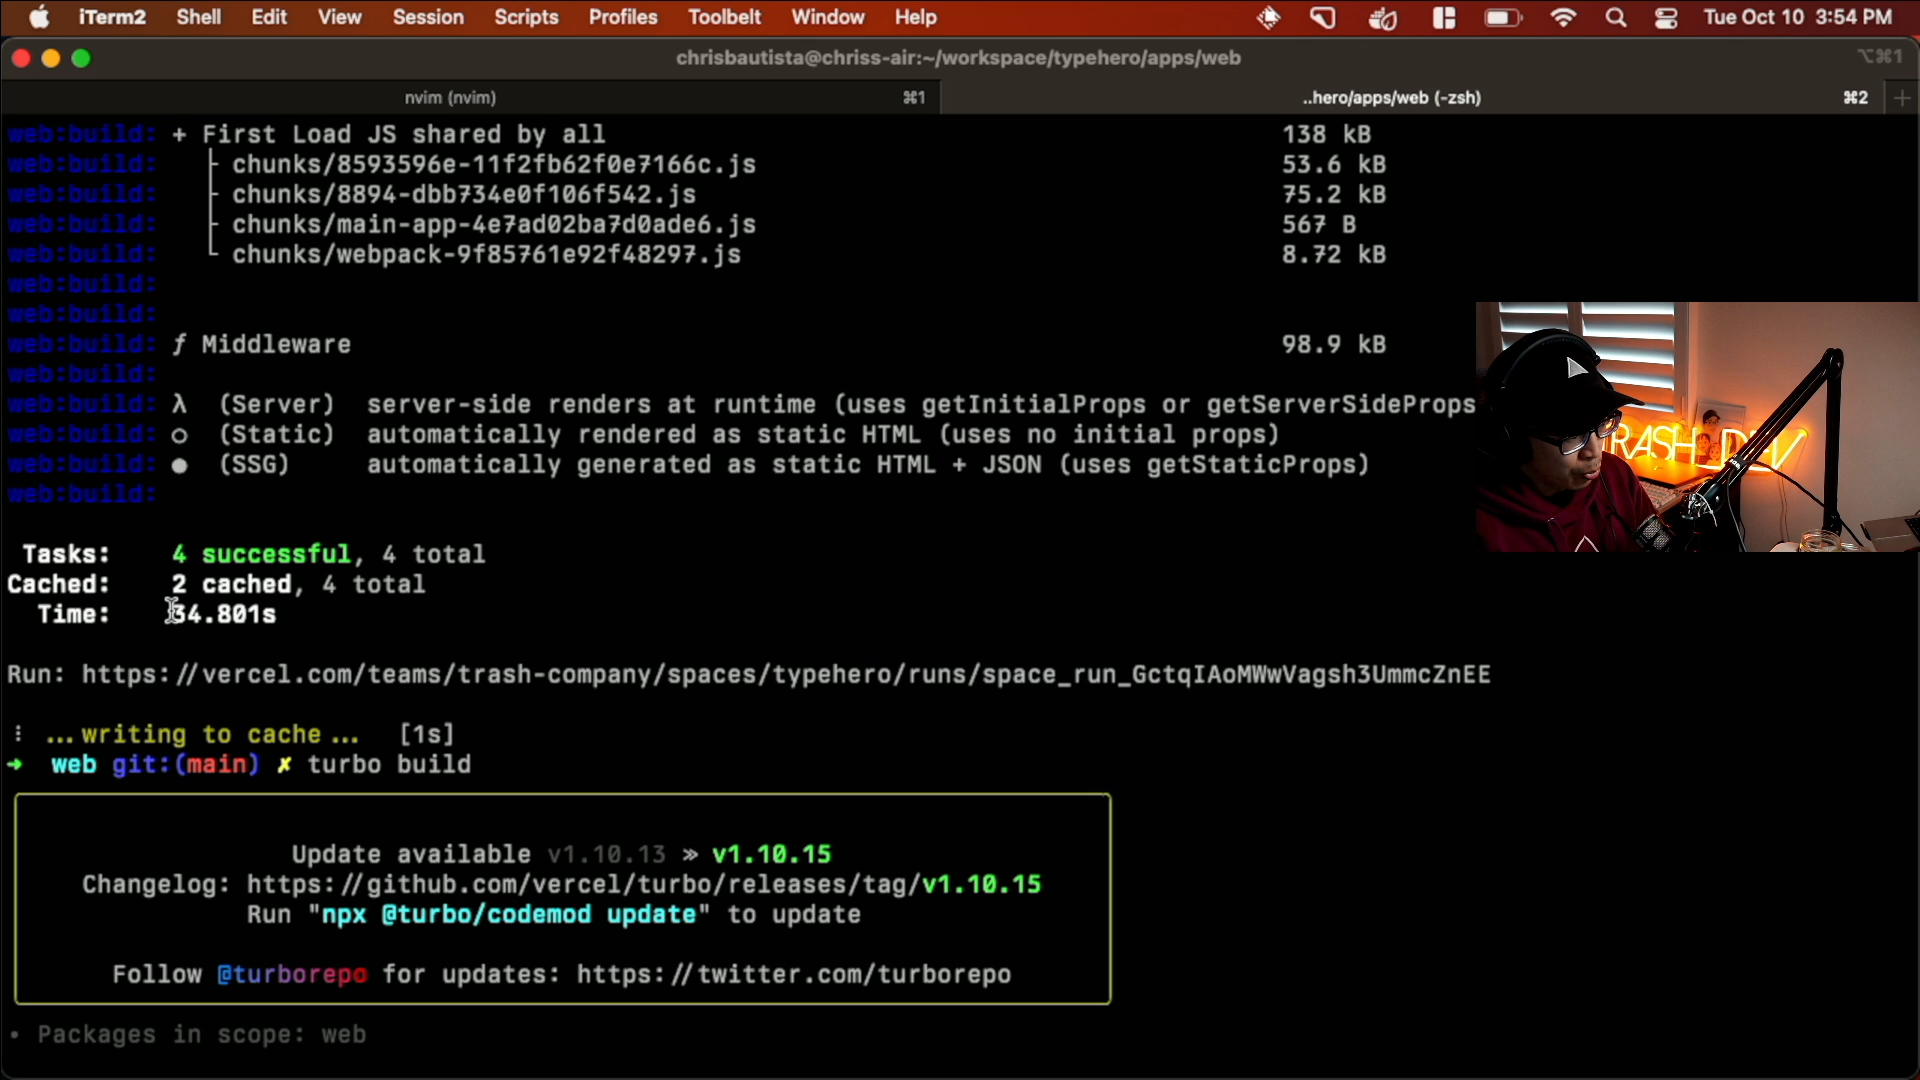 iTerm2 Shell Edit View Session Scripts Profiles Toolbelt Window Help Tue Oct 10 3:54 PM
chrisbautista@chriss-air:~/workspace/typehero/apps/web ⌥⌘1
nvim (nvim) ⌘1 ..hero/apps/web (-zsh) ⌘2 +
web:build: + First Load JS shared by all 138 kB
web:build: ├ chunks/8593596e-11f2fb62f0e7166c.js 53.6 kB
web:build: ├ chunks/8894-dbb734e0f106f542.js 75.2 kB
web:build: ├ chunks/main-app-4e7ad02ba7d0ade6.js 567 B
web:build: └ chunks/webpack-9f85761e92f48297.js 8.72 kB
web:build:
web:build:
web:build: ƒ Middleware 98.9 kB
web:build:
web:build: λ (Server) server-side renders at runtime (uses getInitialProps or getServerSideProps
web:build: ○ (Static) automatically rendered as static HTML (uses no initial props)
web:build: ● (SSG) automatically generated as static HTML + JSON (uses getStaticProps)
web:build:
TRASH_DEV
Tasks: 4 successful, 4 total
Cached: 2 cached, 4 total
Time: 34.801s
Run: https://vercel.com/teams/trash-company/spaces/typehero/runs/space_run_GctqIAoMWwVagsh3UmmcZnEE
⁝ ...writing to cache... [1s]
➜ web git:(main) ✗ turbo build
Update available v1.10.13 » v1.10.15
Changelog: https://github.com/vercel/turbo/releases/tag/v1.10.15
Run "npx @turbo/codemod update" to update
Follow @turborepo for updates: https://twitter.com/turborepo
• Packages in scope: web